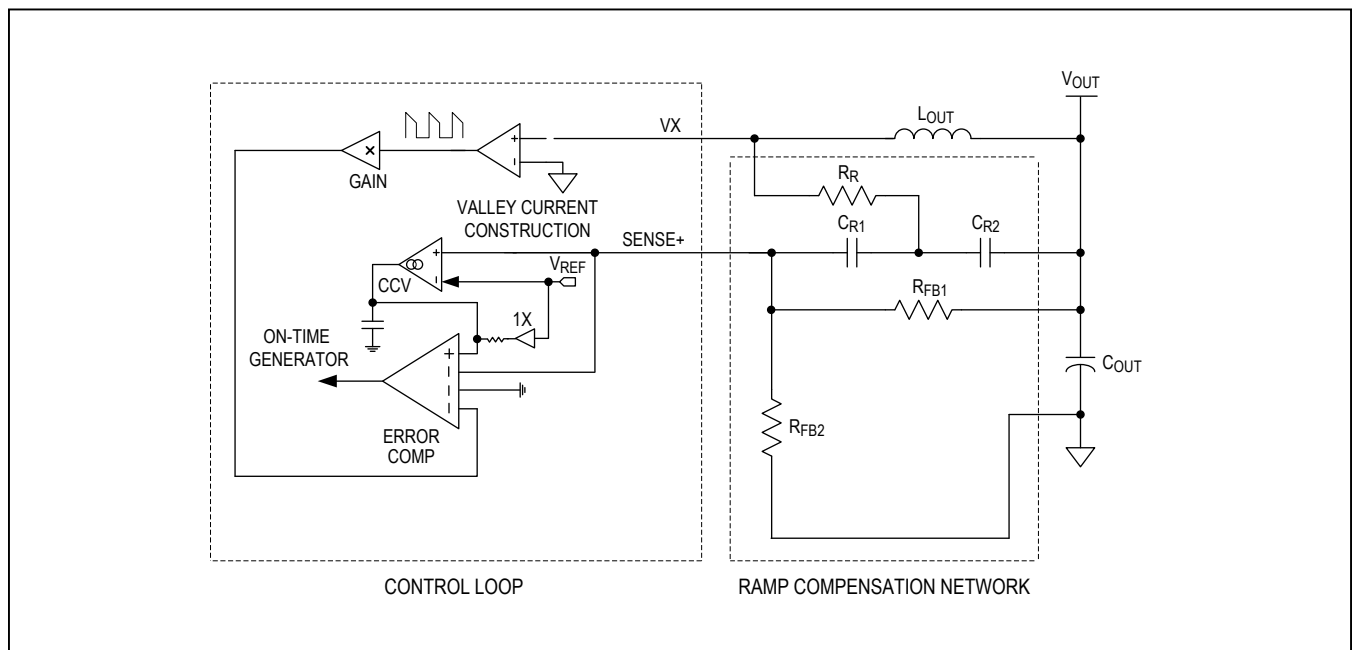 VOUT
LOUT
VX
RR
GAIN
VALLEY CURRENT
CONSTRUCTION
CR1
CR2
SENSE+
VREF
CCV
RFB1
1X
ON-TIME
GENERATOR
COUT
RFB2
ERROR
COMP
CONTROL LOOP
RAMP COMPENSATION NETWORK